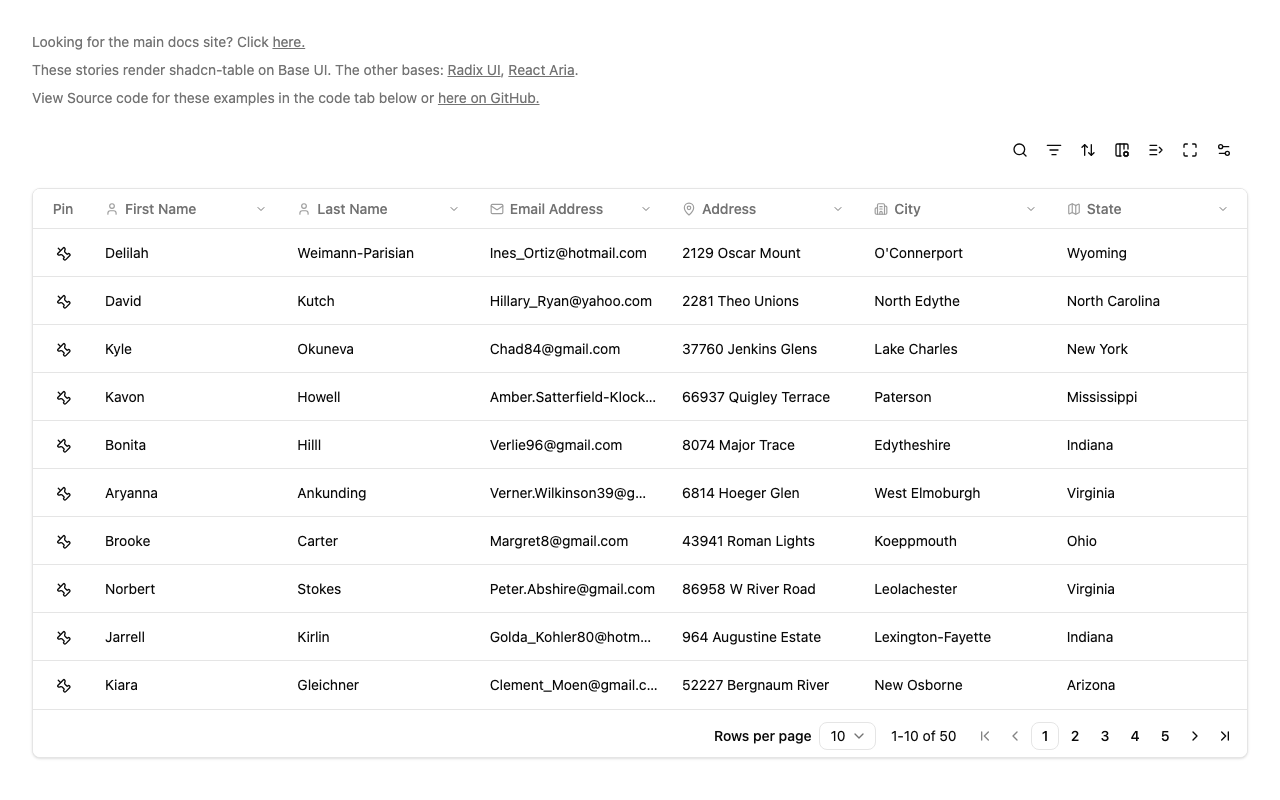 Looking for the main docs site? Click here.
These stories render shadcn-table on Base UI. The other bases: Radix UI, React Aria.
View Source code for these examples in the code tab below or here on GitHub.
Pin First Name Last Name Email Address Address City State
Delilah Weimann-Parisian Ines_Ortiz@hotmail.com 2129 Oscar Mount O'Connerport Wyoming
David Kutch Hillary_Ryan@yahoo.com 2281 Theo Unions North Edythe North Carolina
Kyle Okuneva Chad84@gmail.com 37760 Jenkins Glens Lake Charles New York
Kavon Howell Amber.Satterfield-Klock... 66937 Quigley Terrace Paterson Mississippi
Bonita Hilll Verlie96@gmail.com 8074 Major Trace Edytheshire Indiana
Aryanna Ankunding Verner.Wilkinson39@g... 6814 Hoeger Glen West Elmoburgh Virginia
Brooke Carter Margret8@gmail.com 43941 Roman Lights Koeppmouth Ohio
Norbert Stokes Peter.Abshire@gmail.com 86958 W River Road Leolachester Virginia
Jarrell Kirlin Golda_Kohler80@hotm... 964 Augustine Estate Lexington-Fayette Indiana
Kiara Gleichner Clement_Moen@gmail.c... 52227 Bergnaum River New Osborne Arizona
Rows per page 10 1-10 of 50 1 2 3 4 5